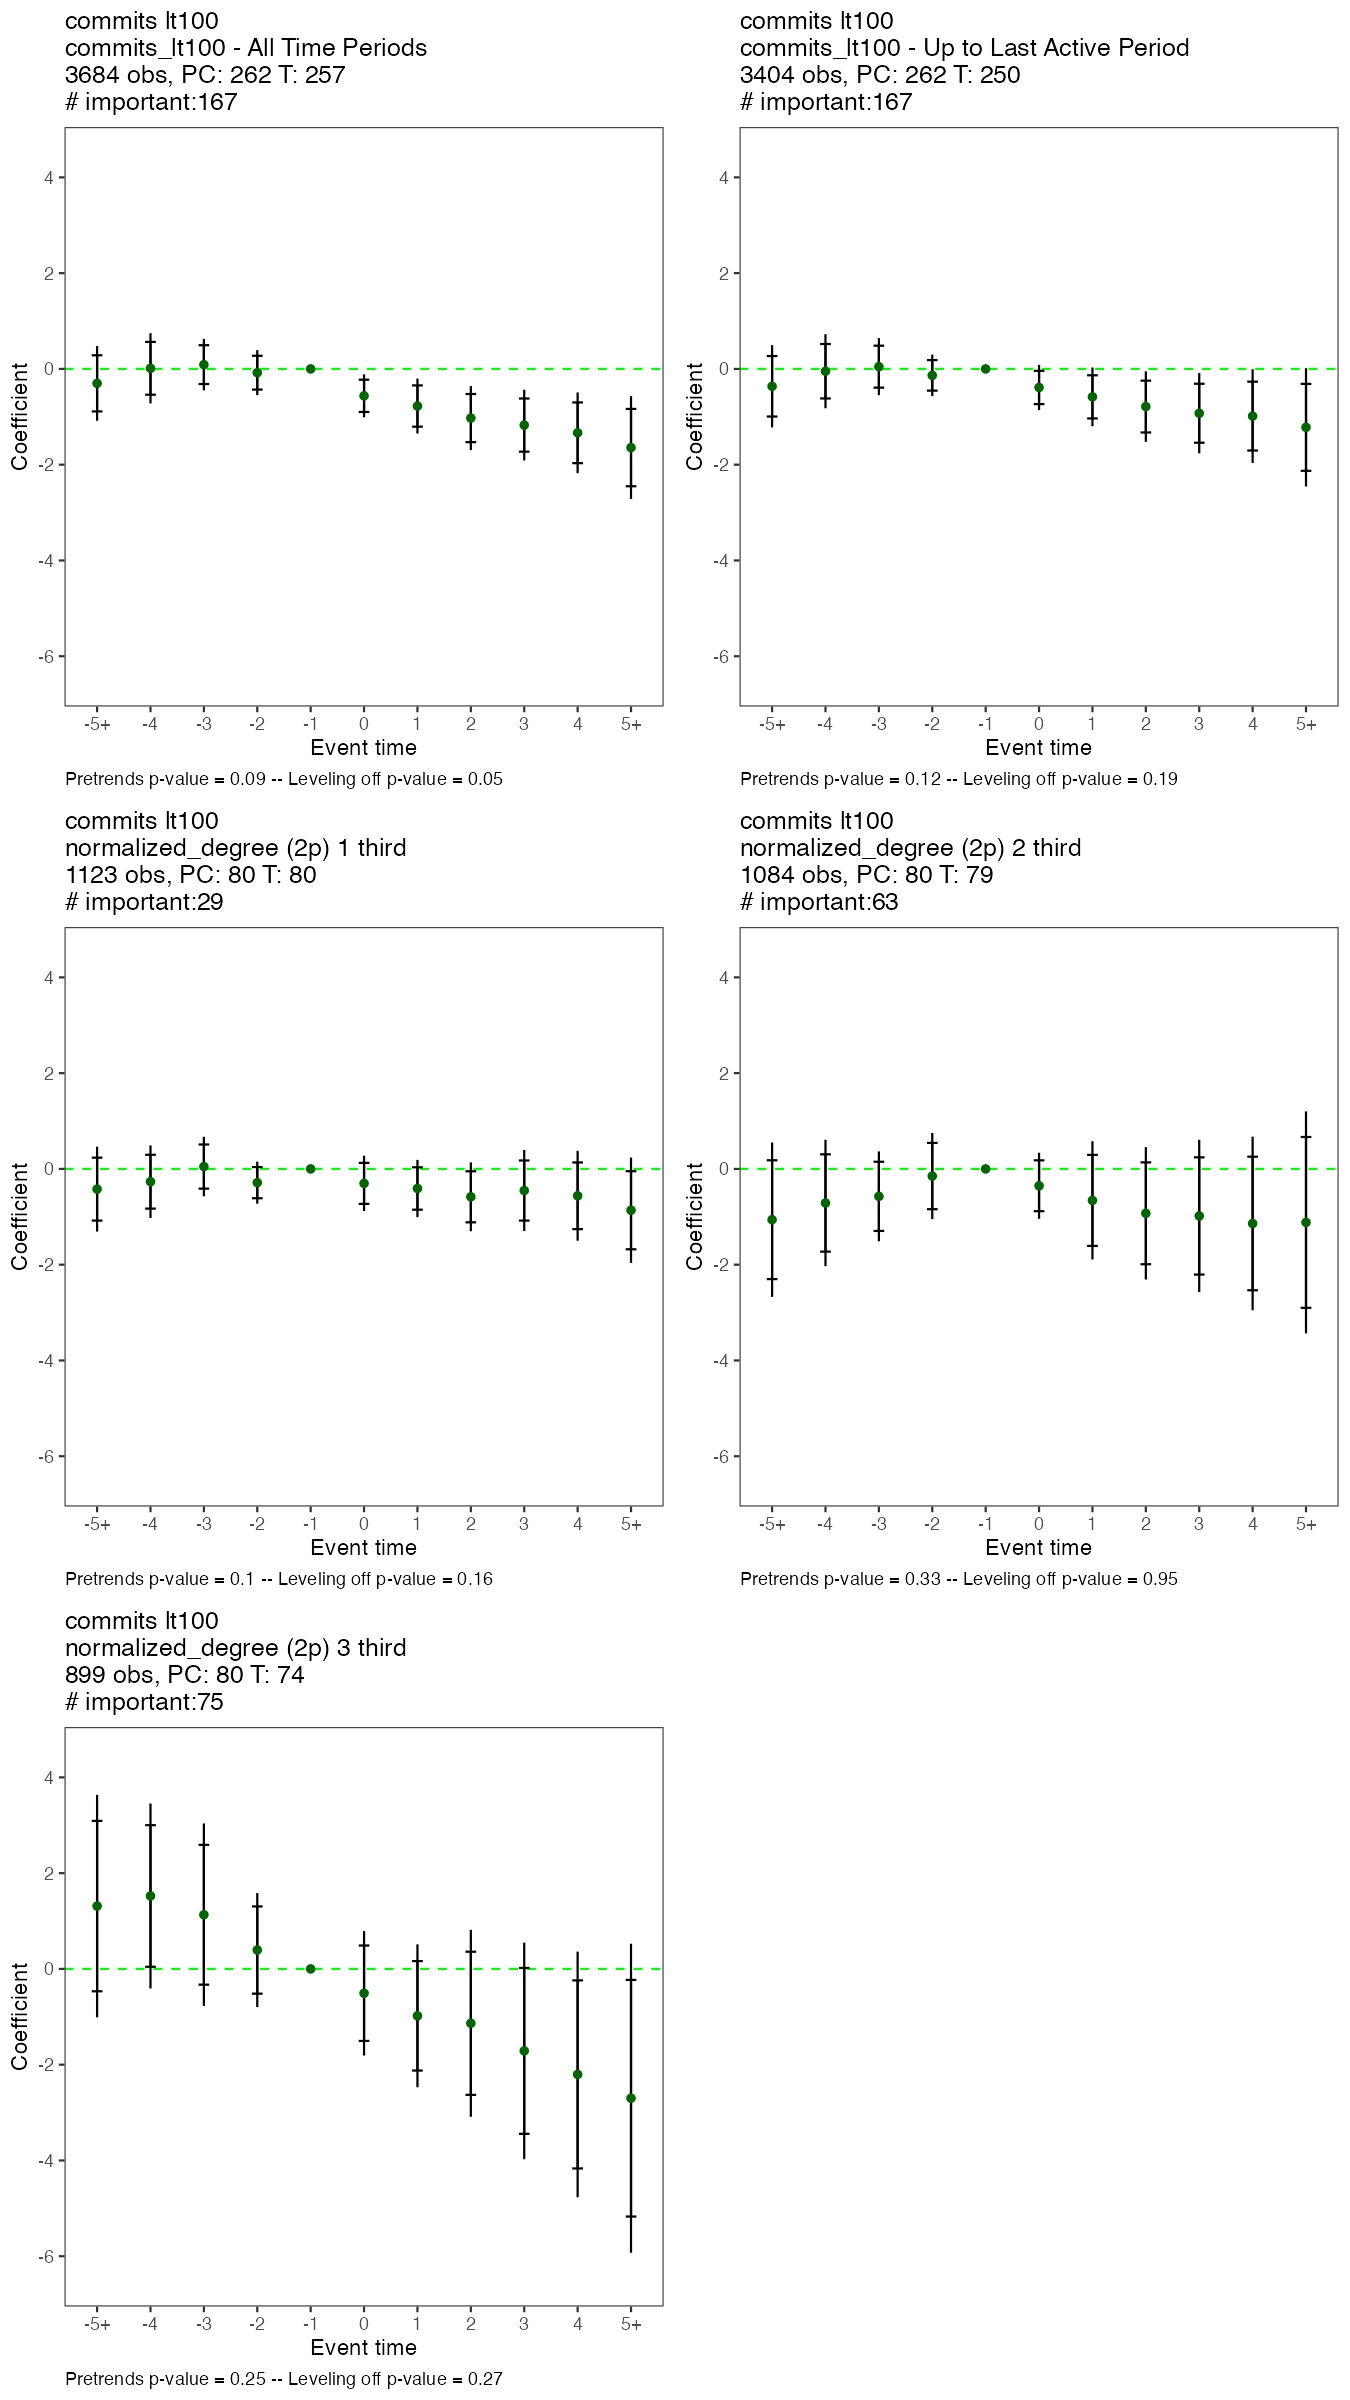 commits lt100
commits_lt100 - All Time Periods
3684 obs, PC: 262 T: 257
# important:167
4
2
0
-2
-4
-6
Coefficient
-5+ -4 -3 -2 -1 0 1 2 3 4 5+
Event time
Pretrends p-value = 0.09 -- Leveling off p-value = 0.05
commits lt100
commits_lt100 - Up to Last Active Period
3404 obs, PC: 262 T: 250
# important:167
4
2
0
-2
-4
-6
Coefficient
-5+ -4 -3 -2 -1 0 1 2 3 4 5+
Event time
Pretrends p-value = 0.12 -- Leveling off p-value = 0.19
commits lt100
normalized_degree (2p) 1 third
1123 obs, PC: 80 T: 80
# important:29
4
2
0
-2
-4
-6
Coefficient
-5+ -4 -3 -2 -1 0 1 2 3 4 5+
Event time
Pretrends p-value = 0.1 -- Leveling off p-value = 0.16
commits lt100
normalized_degree (2p) 2 third
1084 obs, PC: 80 T: 79
# important:63
4
2
0
-2
-4
-6
Coefficient
-5+ -4 -3 -2 -1 0 1 2 3 4 5+
Event time
Pretrends p-value = 0.33 -- Leveling off p-value = 0.95
commits lt100
normalized_degree (2p) 3 third
899 obs, PC: 80 T: 74
# important:75
4
2
0
-2
-4
-6
Coefficient
-5+ -4 -3 -2 -1 0 1 2 3 4 5+
Event time
Pretrends p-value = 0.25 -- Leveling off p-value = 0.27